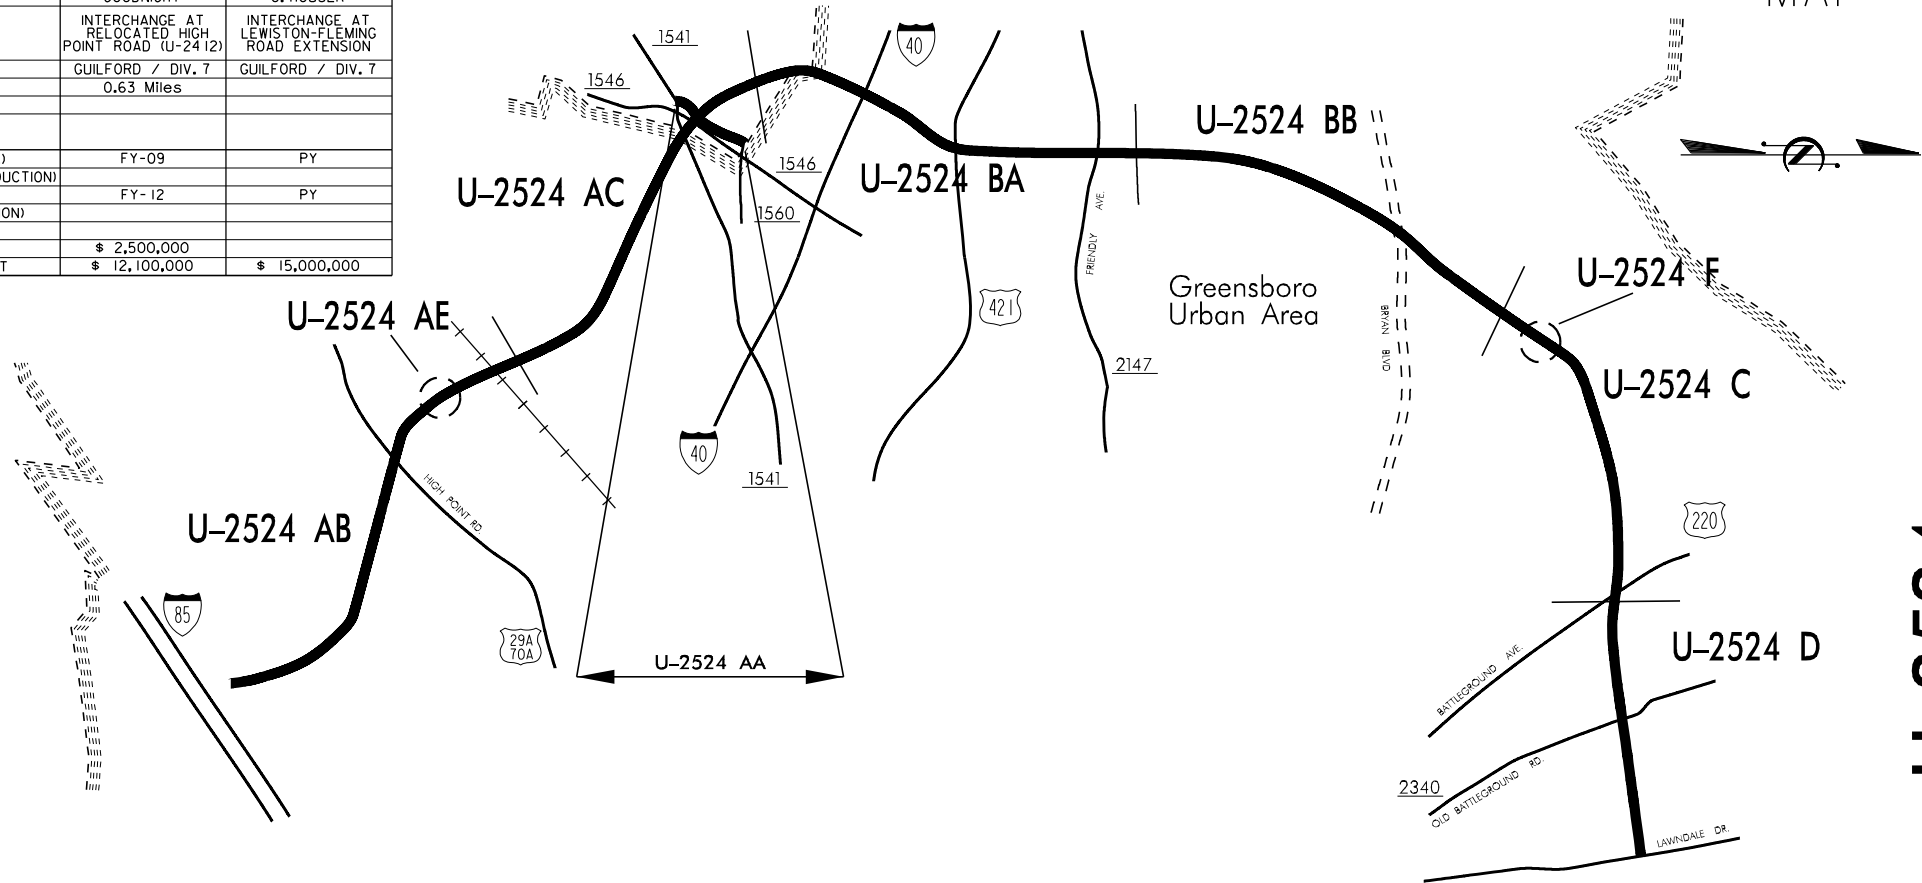 INTERCHANGE AT
RELOCATED HIGH
POINT ROAD (U-2412)
INTERCHANGE AT
LEWISTON-FLEMING
ROAD EXTENSION
GUILFORD / DIV. 7
GUILFORD / DIV. 7
0.63 Miles
)
FY-09
PY
UCTION)
FY-12
PY
ON)
$ 2,500,000
T
$ 12,100,000
$ 15,000,000
1541
1546
40
U-2524 BB
U-2524 AC
1546
U-2524 BA
1560
FRIENDLY AVE.
Greensboro
Urban Area
U-2524 F
U-2524 AE
421
BRYAN BLVD
2147
U-2524 C
40
1541
HIGH POINT RD.
U-2524 AB
220
85
29A
70A
U-2524 AA
U-2524 D
BATTLEGROUND AVE.
2340
OLD BATTLEGROUND RD.
LAWNDALE DR.